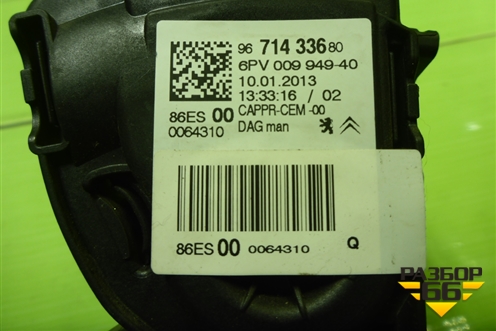 96 714 336 80
6PV 009 949-40
10.01.2013
13:33:16 / 02
86ES 00 CAPPR-CEM -00
0064310 DAG man
86ES 00 0064310 Q
РАЗБОР
66